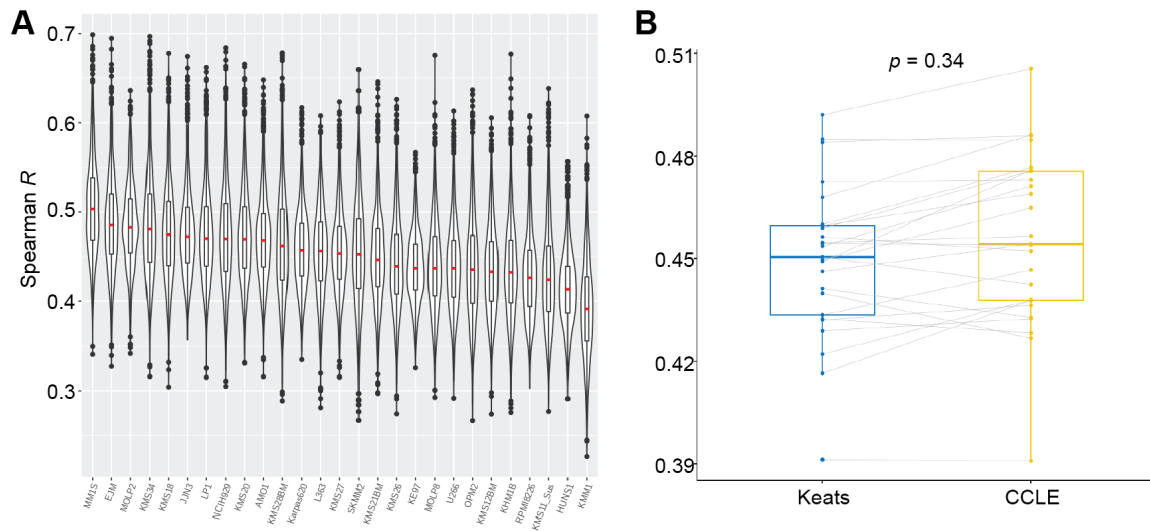 A
Spearman R
0.7
0.6
0.5
0.4
0.3
MM1S
EJM
MOLP2
KMS34
KMS18
JJN3
LP1
NCIH929
KMS20
AMO1
KMS28BM
Karpas620
L363
KMS27
SKMM2
KMS21BM
KMS26
KE97
MOLP8
U266
OPM2
KMS12BM
KHM1B
RPMI8226
KMS11_Sus
HUNS1
KMM1
B
p = 0.34
0.51
0.48
0.45
0.42
0.39
Keats
CCLE